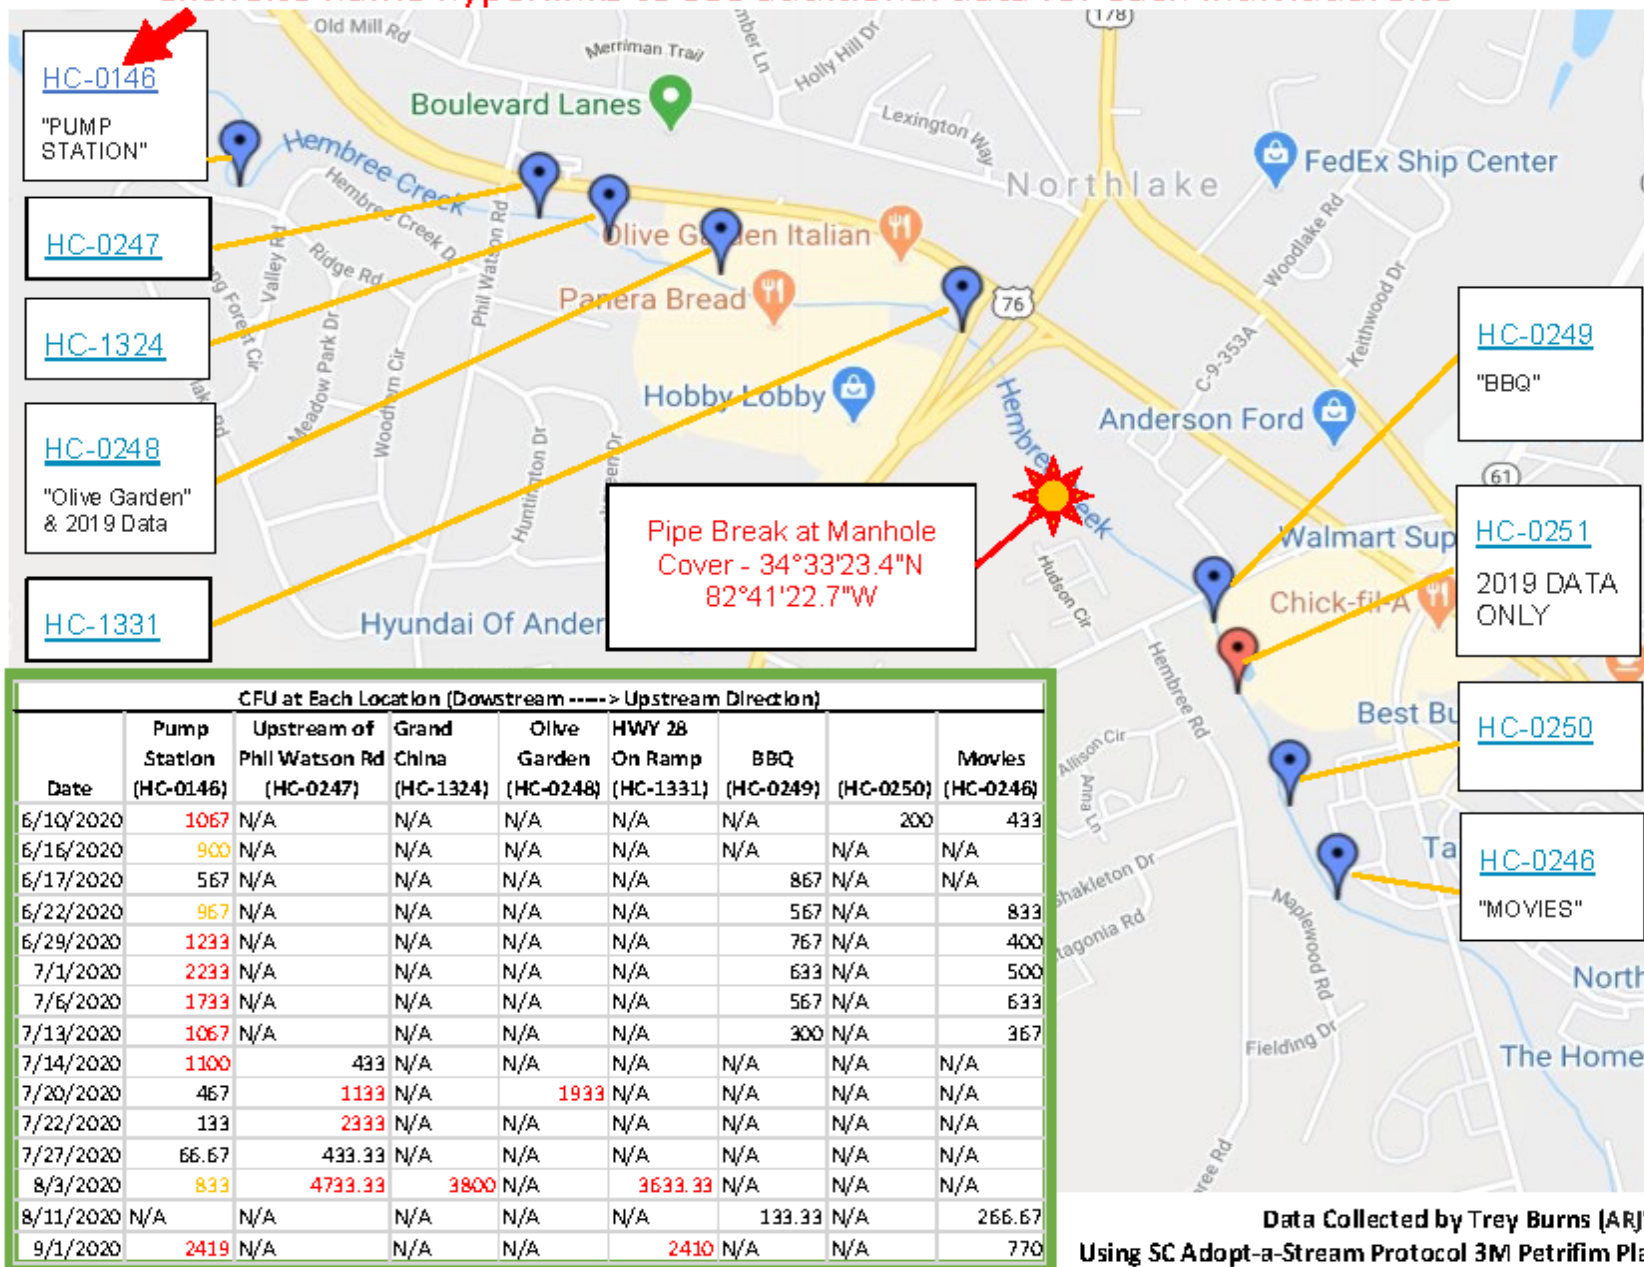 HC-0146
"PUMP
STATION"
HC-0247
HC-1324
HC-0248
"Olive Garden"
& 2019 Data
HC-1331
Old Mill Rd
Merriman Trail
Holly Hill Dr
178
Boulevard Lanes
Lexington Way
Northlake
FedEx Ship Center
Hembree Creek
Hembree Creek D
Valley Rd
Ridge Rd
Phil Watson Rd
Olive Garden Italian
Panera Bread
76
Woodlake Rd
Keithwood Dr
C-9-353A
Meadow Park Dr
Woodfern Cir
Hobby Lobby
Anderson Ford
Huntington Dr
Hembree Creek
61
Pipe Break at Manhole
Cover - 34°33'23.4"N
82°41'22.7"W
Hyundai Of Ander
Hudson Cir
Walmart Sup
Chick-fil-A
HC-0249
"BBQ"
HC-0251
2019 DATA
ONLY
HC-0250
HC-0246
"MOVIES"
Hembree Rd
Best Bu
Allison Cir
Anna Ln
Ta
Shakleton Dr
tagonia Rd
Maplewood Rd
North
Fielding Dr
The Home
ree Rd
CFU at Each Location (Dowstream -----> Upstream Direction)
Pump Upstream of Grand Olive HWY 28
Station Phil Watson Rd China Garden On Ramp BBQ Movies
Date (HC-0146) (HC-0247) (HC-1324) (HC-0248) (HC-1331) (HC-0249) (HC-0250) (HC-0246)
6/10/2020 1067 N/A N/A N/A N/A N/A 200 433
6/16/2020 900 N/A N/A N/A N/A N/A N/A N/A
6/17/2020 567 N/A N/A N/A N/A 867 N/A N/A
6/22/2020 967 N/A N/A N/A N/A 567 N/A 833
6/29/2020 1233 N/A N/A N/A N/A 767 N/A 400
7/1/2020 2233 N/A N/A N/A N/A 633 N/A 500
7/6/2020 1733 N/A N/A N/A N/A 567 N/A 633
7/13/2020 1067 N/A N/A N/A N/A 300 N/A 367
7/14/2020 1100 433 N/A N/A N/A N/A N/A N/A
7/20/2020 467 1133 N/A 1933 N/A N/A N/A N/A
7/22/2020 133 2333 N/A N/A N/A N/A N/A N/A
7/27/2020 66.67 433.33 N/A N/A N/A N/A N/A N/A
8/3/2020 833 4733.33 3800 N/A 3633.33 N/A N/A N/A
8/11/2020 N/A N/A N/A N/A N/A 133.33 N/A 266.67
9/1/2020 2419 N/A N/A N/A 2410 N/A N/A 770
Data Collected by Trey Burns (ARJ
Using SC Adopt-a-Stream Protocol 3M Petrifim Pla